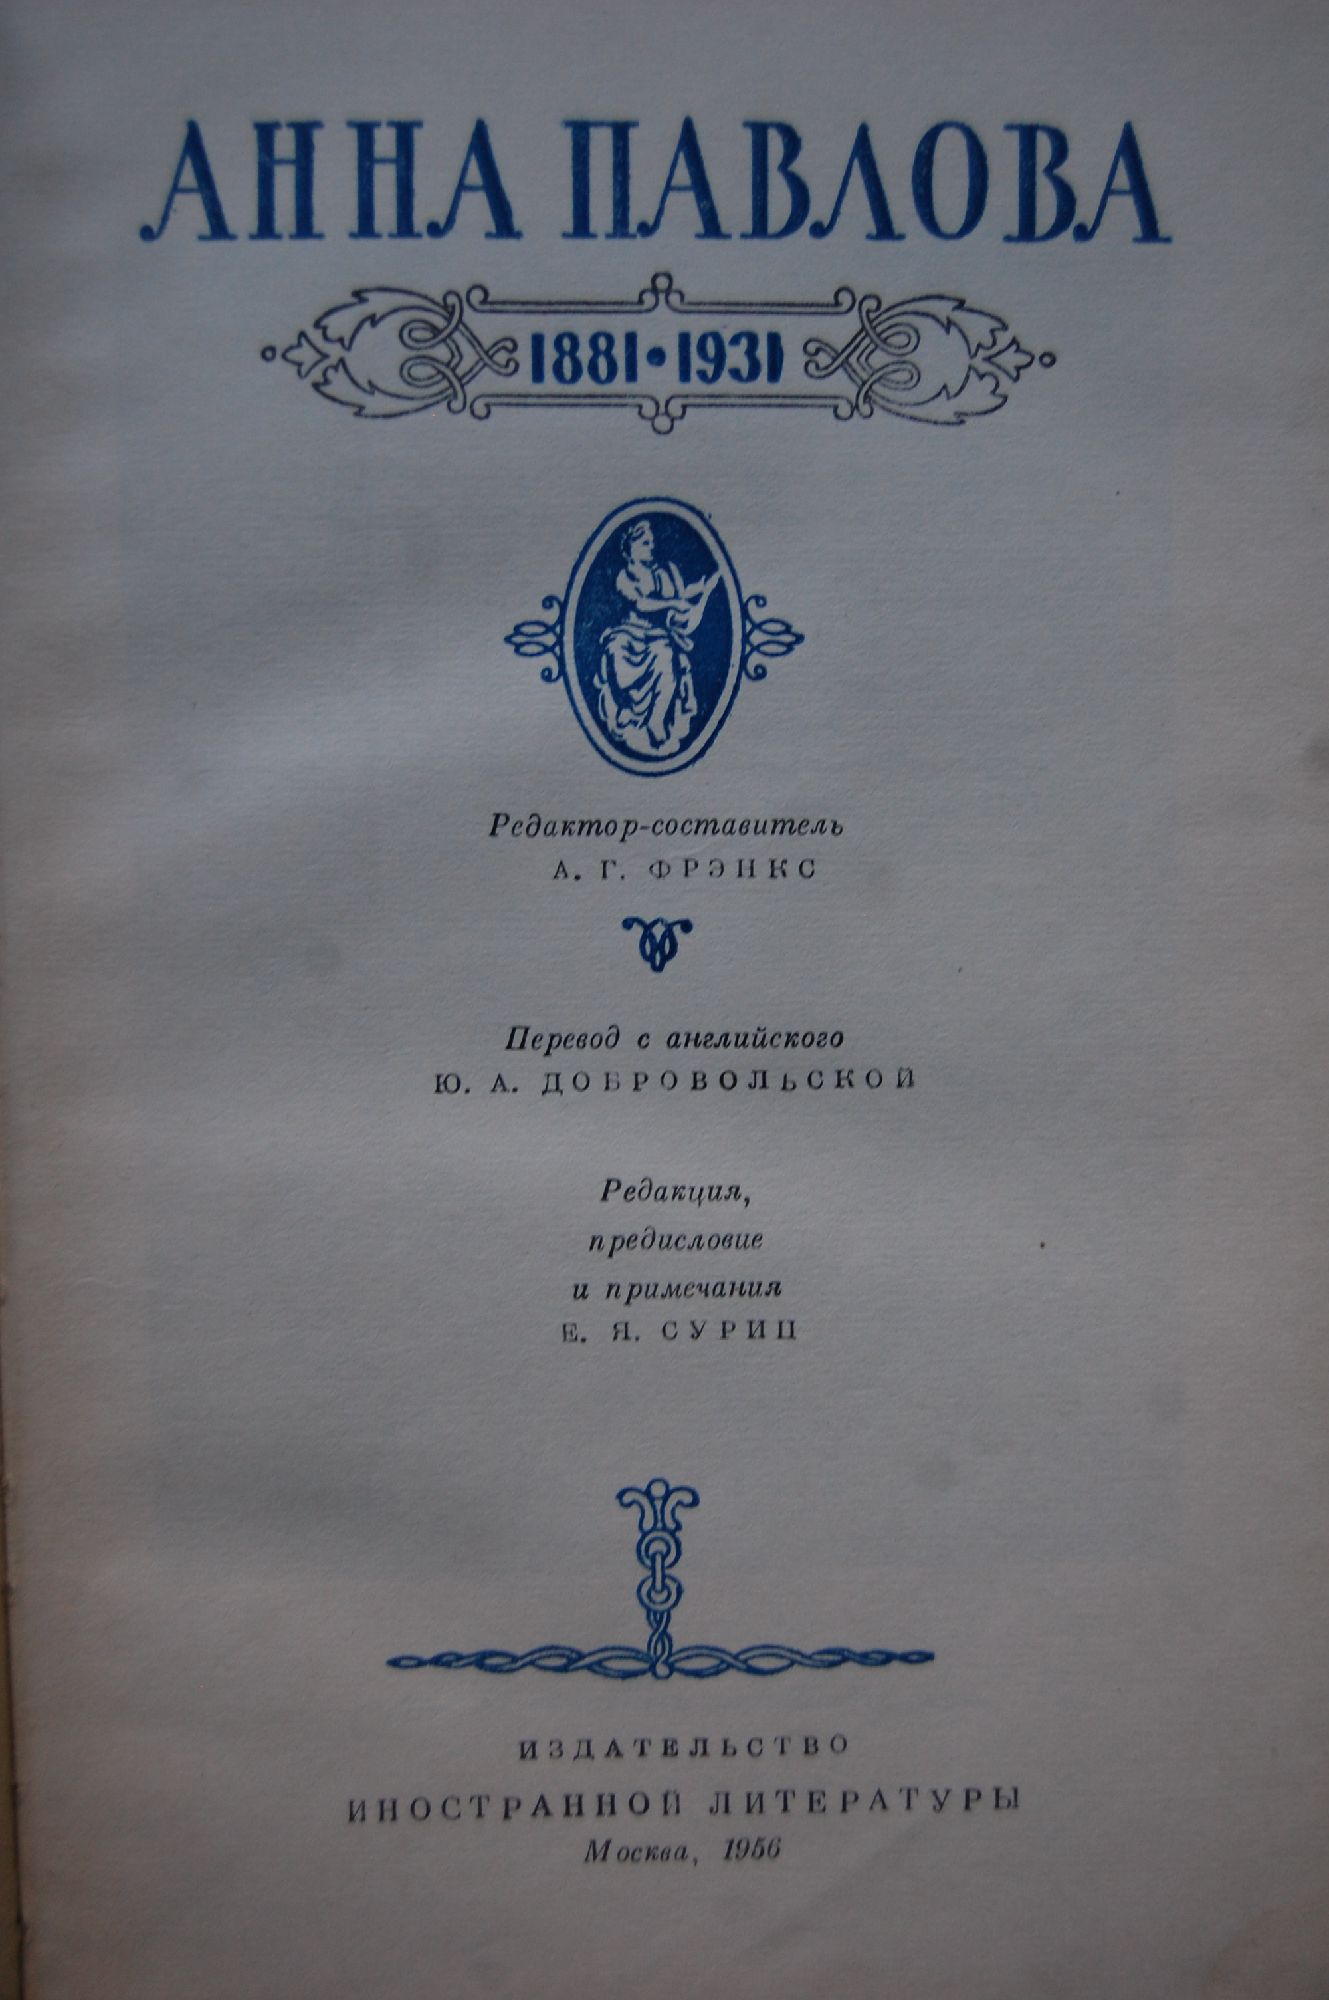 АННА ПАВЛОВА
1881 • 1931
Редактор-составитель
А. Г. ФРЭНКС
Перевод с английского
Ю. А. ДОБРОВОЛЬСКОЙ
Редакция,
предисловие
и примечания
Е. Я. СУРИЦ
ИЗДАТЕЛЬСТВО
ИНОСТРАННОЙ ЛИТЕРАТУРЫ
Москва, 1956